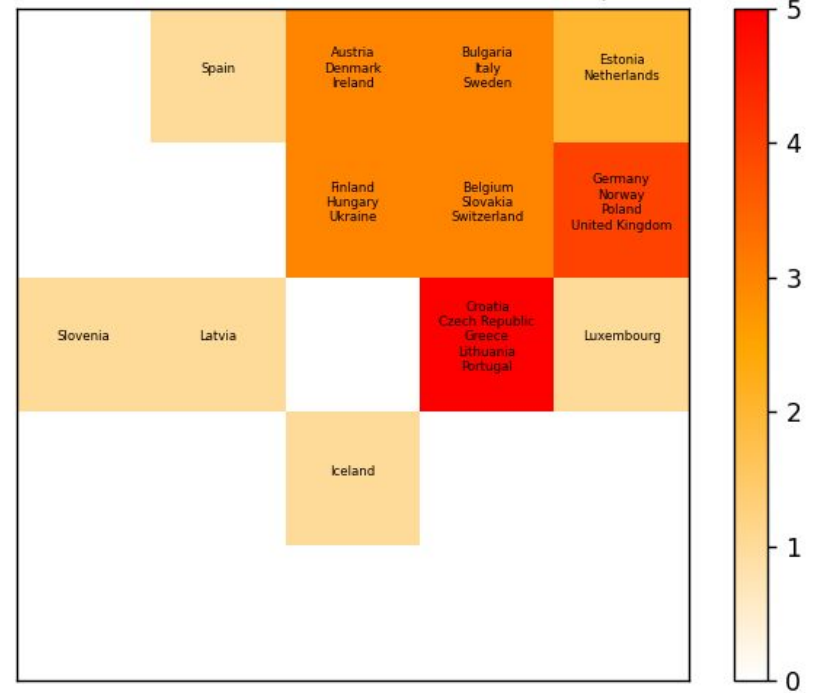 Spain
Austria
Denmark
Ireland
Bulgaria
Italy
Sweden
Estonia
Netherlands
Finland
Hungary
Ukraine
Belgium
Slovakia
Switzerland
Germany
Norway
Poland
United Kingdom
Slovenia
Latvia
Croatia
Czech Republic
Greece
Lithuania
Portugal
Luxembourg
Iceland
5
4
3
2
1
0